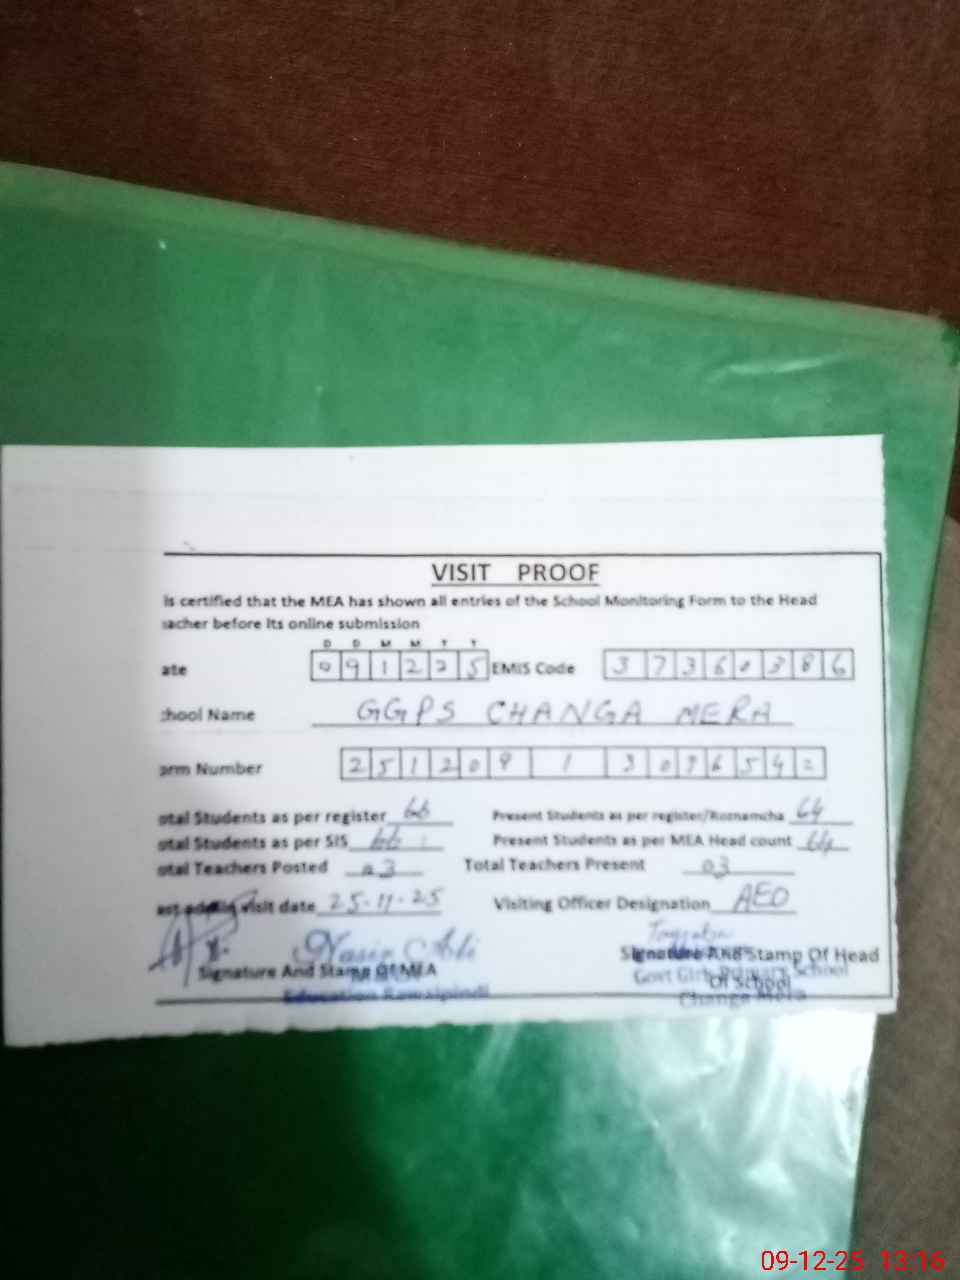 VISIT PROOF
is certified that the MEA has shown all entries of the School Monitoring Form to the Head
acher before its online submission
D D M M Y Y
ate 0 9 1 2 2 5 EMIS Code 3 7 3 6 0 3 8 6
chool Name GGPS CHANGA MERA
orm Number 2 5 1 2 0 9 1 3 0 9 6 5 4 2
otal Students as per register 66 Present Students as per register/Roznamcha 64
otal Students as per SIS 66 Present Students as per MEA Head count 64
otal Teachers Posted 03 Total Teachers Present 03
visit date 25-11-25 Visiting Officer Designation AEO
Nasir Ali
Signature And Stamp Of MEA Signature And Stamp Of Head
Govt Girls Primary School
Of School
Education Rawalpindi Changa Mera
09-12-25 13:16